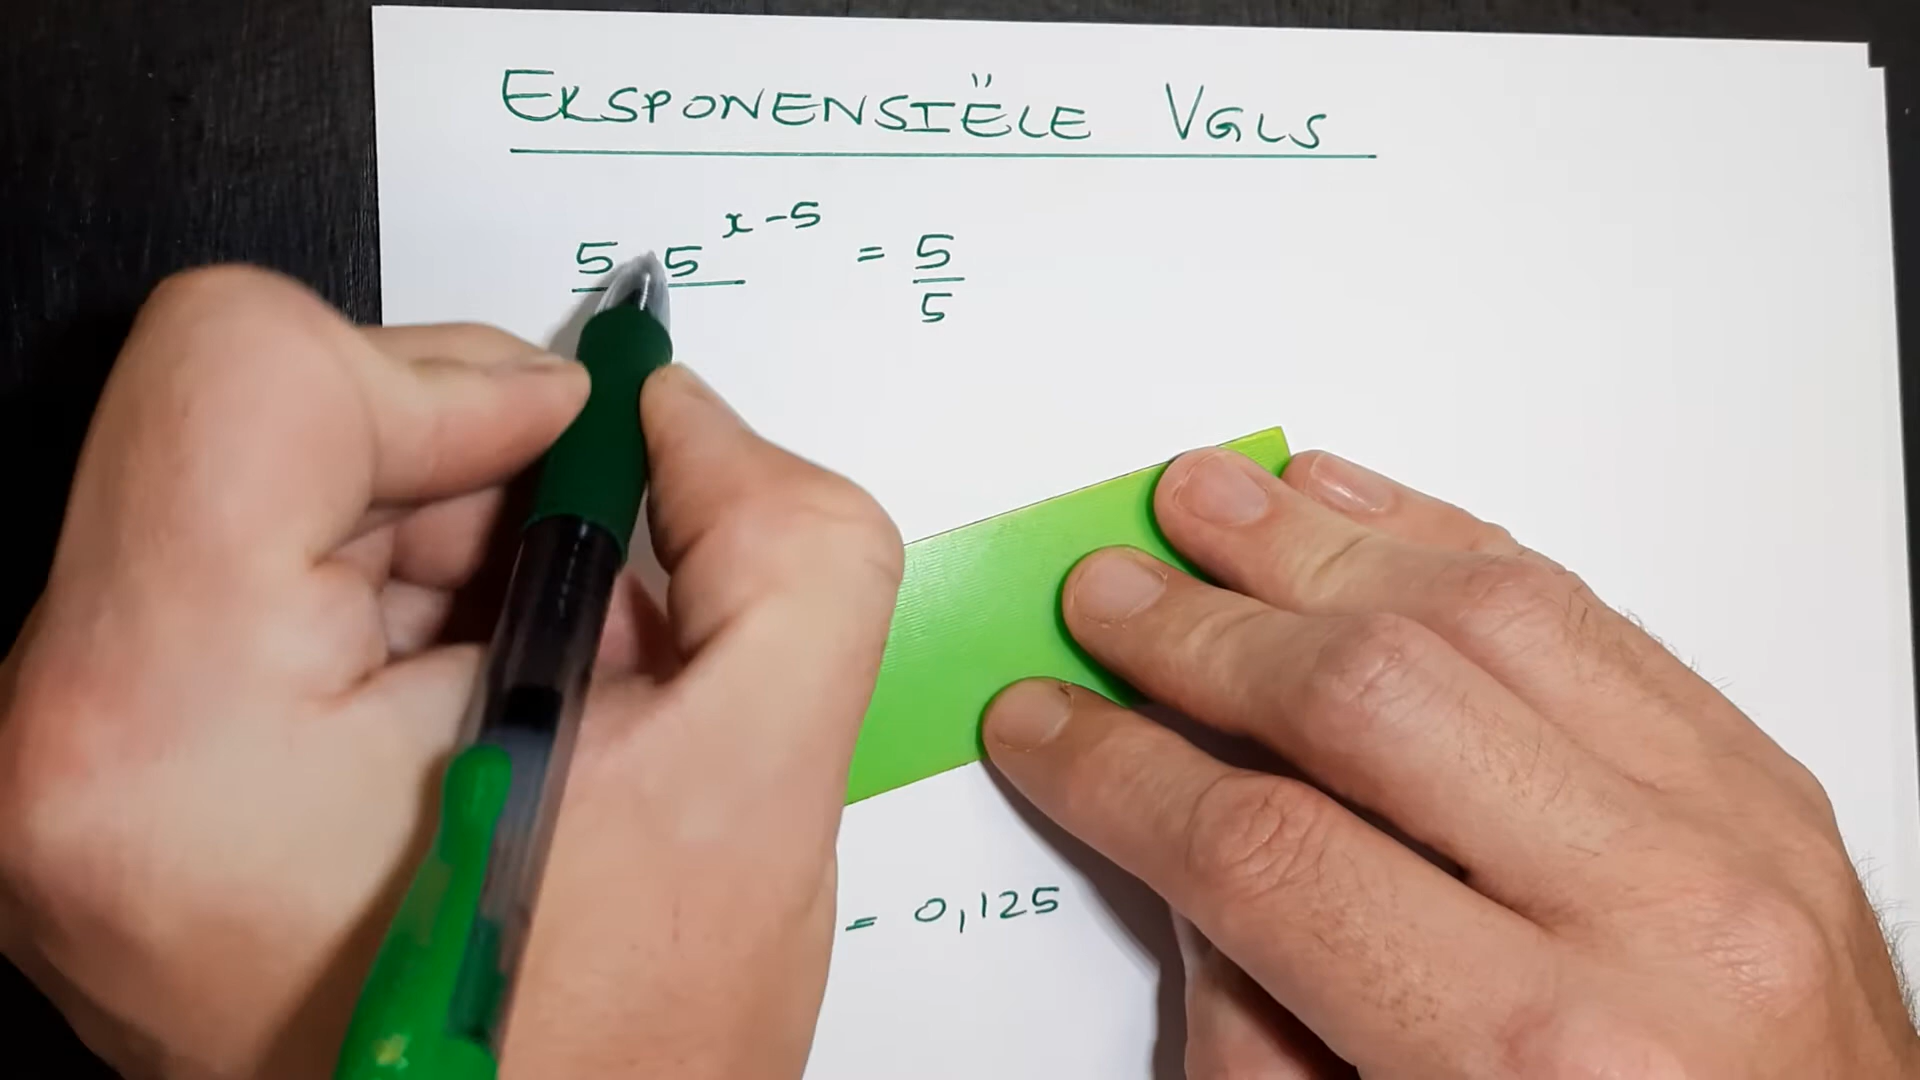 EKSPONENSIËLE VGLS
5 5^{x-5} = 5/5
= 0,125